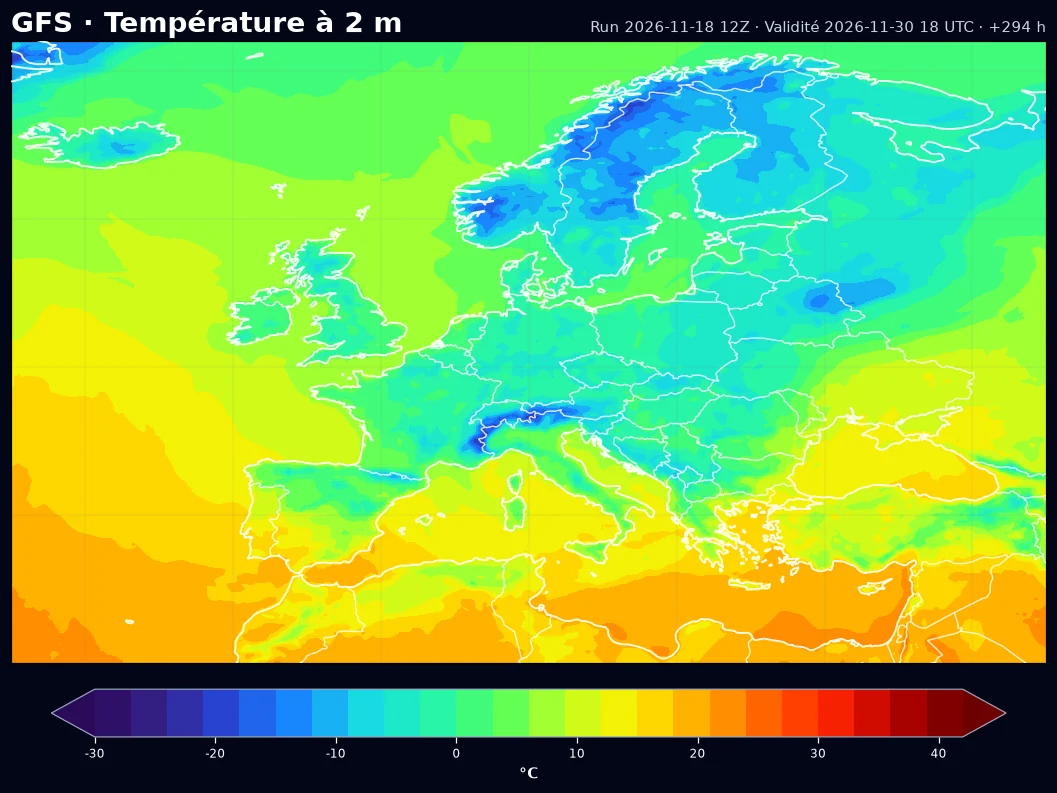 GFS · Température à 2 m
Run 2026-11-18 12Z · Validité 2026-11-30 18 UTC · +294 h
-30 -20 -10 0 10 20 30 40
°C